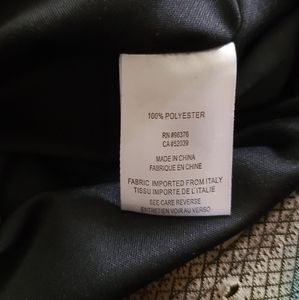 100% POLYESTER
RN #96376
CA #52039
MADE IN CHINA
FABRIQUE EN CHINE
FABRIC IMPORTED FROM ITALY
TISSU IMPORTE DE L'ITALIE
SEE CARE REVERSE
ENTRETIEN VOIR AU VERSO